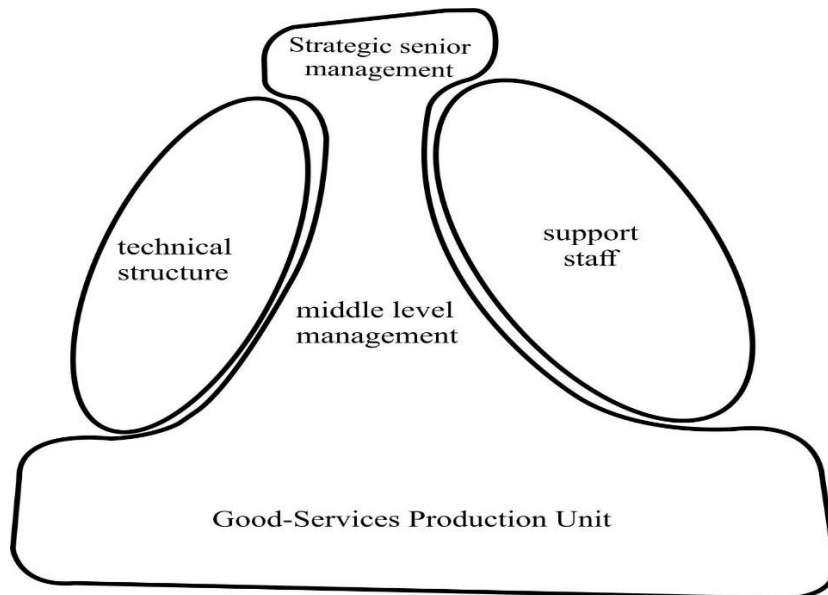 Strategic senior
management
technical
structure
support
staff
middle level
management
Good-Services Production Unit